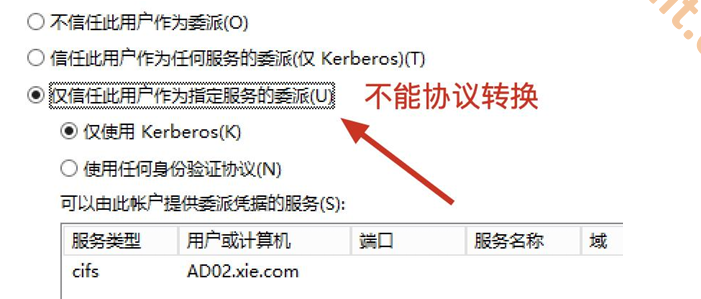 不信任此用户作为委派(O)
信任此用户作为任何服务的委派(仅 Kerberos)(T)
仅信任此用户作为指定服务的委派(U) 不能协议转换
仅使用 Kerberos(K)
使用任何身份验证协议(N)
可以由此帐户提供委派凭据的服务(S):
服务类型 用户或计算机 端口 服务名称 域
cifs AD02.xie.com